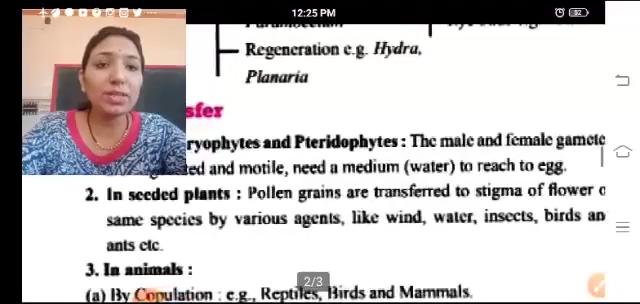 12:25 PM
Regeneration e.g. Hydra,
Planaria
sfer
ryophytes and Pteridophytes : The male and female gamete
ed and motile, need a medium (water) to reach to egg.
2. In seeded plants : Pollen grains are transferred to stigma of flower o
same species by various agents, like wind, water, insects, birds an
ants etc.
3. In animals :
2/3
(a) By Copulation : e.g., Reptiles, Birds and Mammals.